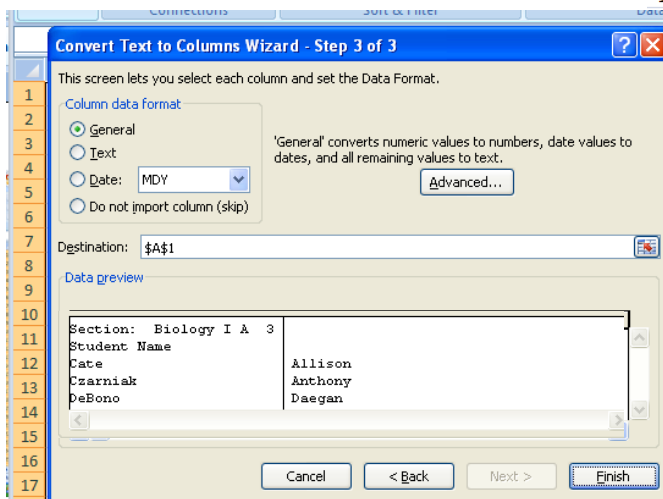 Connections Sort & Filter Data
Convert Text to Columns Wizard - Step 3 of 3
This screen lets you select each column and set the Data Format.
Column data format
General
Text
Date: MDY
Do not import column (skip)
'General' converts numeric values to numbers, date values to
dates, and all remaining values to text.
Advanced...
Destination: $A$1
Data preview
Section: Biology I A 3
Student Name
Cate Allison
Czarniak Anthony
DeBono Daegan
Cancel < Back Next > Finish
1
2
3
4
5
6
7
8
9
10
11
12
13
14
15
16
17